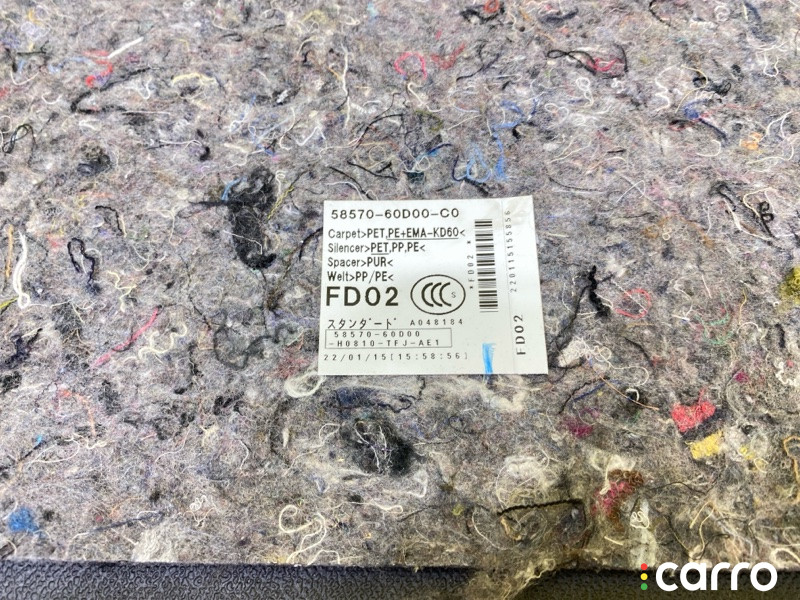 58570-60D00-C0
Carpet>PET,PE+EMA-KD60<
Silencer>PET,PP,PE<
Spacer>PUR<
Welt>PP/PE<
FD02
CCC S
スタンダード A048184
58570-60D00
-H0810-TFJ-AE1
22/01/15[15:58:56]
*FD02 *
220115155856
FD02
carro